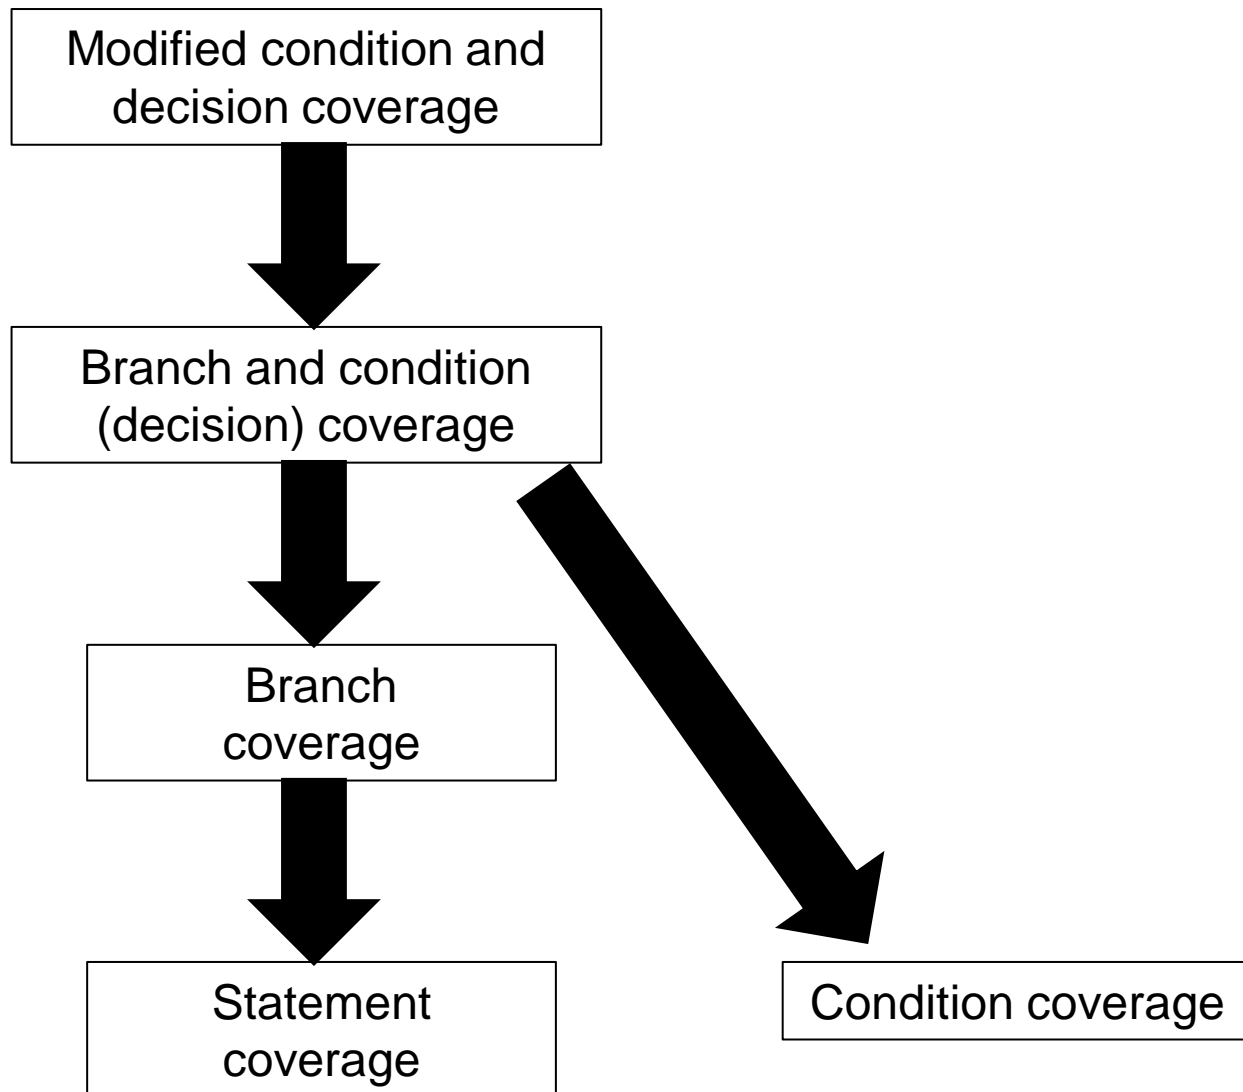 Modified condition and
decision coverage
Branch and condition
(decision) coverage
Branch
coverage
Statement
coverage
Condition coverage